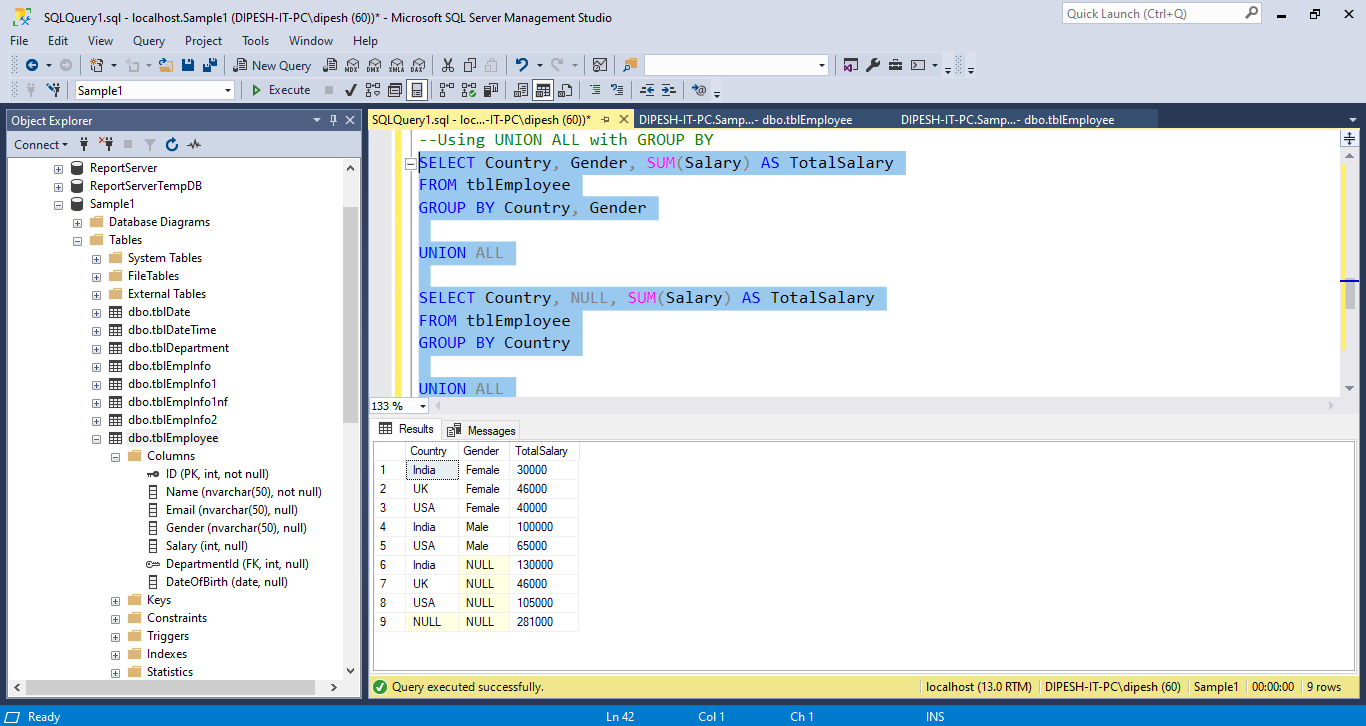 SQLQuery1.sql - localhost.Sample1 (DIPESH-IT-PC\dipesh (60))* - Microsoft SQL Server Management Studio
Quick Launch (Ctrl+Q)
File Edit View Query Project Tools Window Help
New Query MDX DMX XMLA DAX
Sample1 Execute
Object Explorer
SQLQuery1.sql - loc...-IT-PC\dipesh (60))* DIPESH-IT-PC.Samp...- dbo.tblEmployee DIPESH-IT-PC.Samp...- dbo.tblEmployee
Connect
ReportServer
ReportServerTempDB
Sample1
Database Diagrams
Tables
System Tables
FileTables
External Tables
dbo.tblDate
dbo.tblDateTime
dbo.tblDepartment
dbo.tblEmpInfo
dbo.tblEmpInfo1
dbo.tblEmpInfo1nf
dbo.tblEmpInfo2
dbo.tblEmployee
Columns
ID (PK, int, not null)
Name (nvarchar(50), not null)
Email (nvarchar(50), null)
Gender (nvarchar(50), null)
Salary (int, null)
DepartmentId (FK, int, null)
DateOfBirth (date, null)
Keys
Constraints
Triggers
Indexes
Statistics
--Using UNION ALL with GROUP BY
SELECT Country, Gender, SUM(Salary) AS TotalSalary
FROM tblEmployee
GROUP BY Country, Gender
UNION ALL
SELECT Country, NULL, SUM(Salary) AS TotalSalary
FROM tblEmployee
GROUP BY Country
UNION ALL
133 %
Results Messages
Country Gender TotalSalary
1 India Female 30000
2 UK Female 46000
3 USA Female 40000
4 India Male 100000
5 USA Male 65000
6 India NULL 130000
7 UK NULL 46000
8 USA NULL 105000
9 NULL NULL 281000
Query executed successfully. localhost (13.0 RTM) DIPESH-IT-PC\dipesh (60) Sample1 00:00:00 9 rows
Ready Ln 42 Col 1 Ch 1 INS